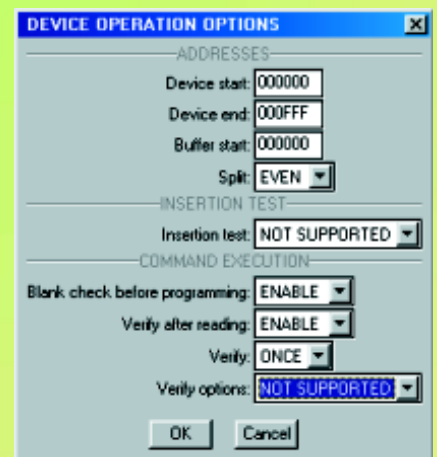 DEVICE OPERATION OPTIONS
ADDRESSES
Device start: 000000
Device end: 000FFF
Buffer start: 000000
Split: EVEN
INSERTION TEST
Insertion test: NOT SUPPORTED
COMMAND EXECUTION
Blank check before programming: ENABLE
Verify after reading: ENABLE
Verify: ONCE
Verify options: NOT SUPPORTED
OK Cancel